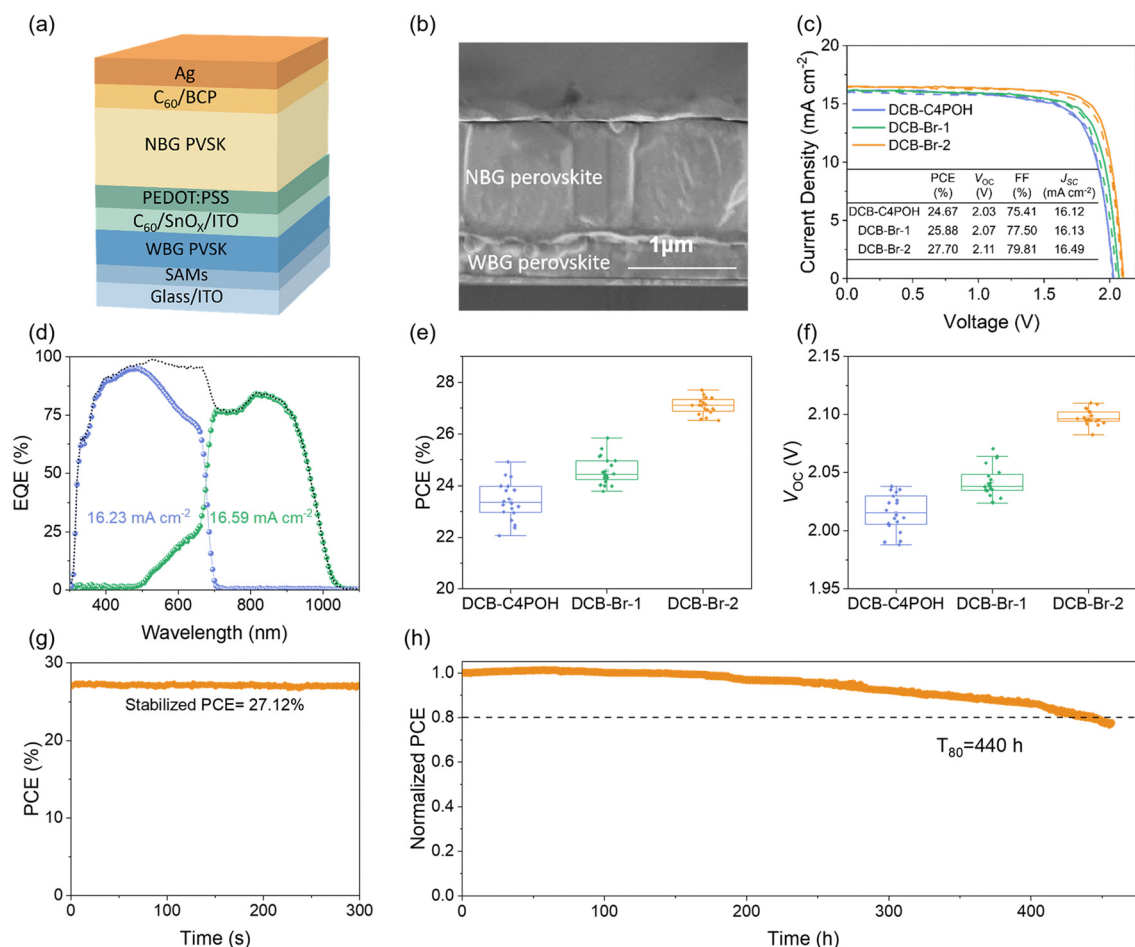 (a)
Ag
C60/BCP
NBG PVSK
PEDOT:PSS
C60/SnOX/ITO
WBG PVSK
SAMs
Glass/ITO
(b)
NBG perovskite
1µm
WBG perovskite
(c)
Current Density (mA cm-2)
20
15
10
5
0
DCB-C4POH
DCB-Br-1
DCB-Br-2
PCE VOC FF JSC
(%) (V) (%) (mA cm-2)
DCB-C4POH 24.67 2.03 75.41 16.12
DCB-Br-1 25.88 2.07 77.50 16.13
DCB-Br-2 27.70 2.11 79.81 16.49
0.0 0.5 1.0 1.5 2.0
Voltage (V)
(d)
EQE (%)
100
75
50
25
0
16.23 mA cm-2 16.59 mA cm-2
400 600 800 1000
Wavelength (nm)
(e)
PCE (%)
28
26
24
22
20
DCB-C4POH DCB-Br-1 DCB-Br-2
(f)
VOC (V)
2.15
2.10
2.05
2.00
1.95
DCB-C4POH DCB-Br-1 DCB-Br-2
(g)
PCE (%)
30
20
10
0
Stabilized PCE= 27.12%
0 100 200 300
Time (s)
(h)
Normalized PCE
1.0
0.8
0.6
0.4
0.2
0.0
T80=440 h
0 100 200 300 400
Time (h)